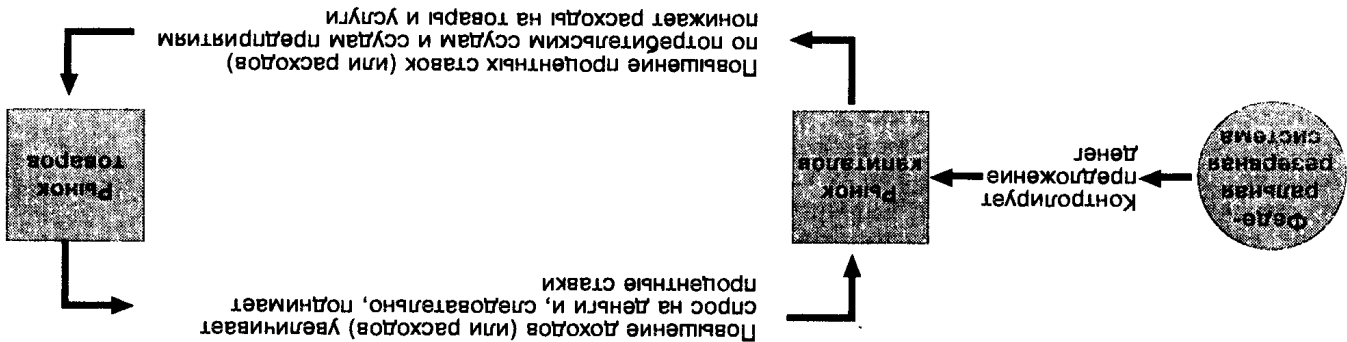 Повышение доходов (или расходов) увеличивает
спрос на деньги и, следовательно, поднимает
процентные ставки
Феде-
ральная
резервная
система
Контролирует
предложение
денег
Рынок
капиталов
Рынок
товаров
Повышение процентных ставок (или расходов)
по потребительским ссудам и ссудам предприятиям
понижает расходы на товары и услуги